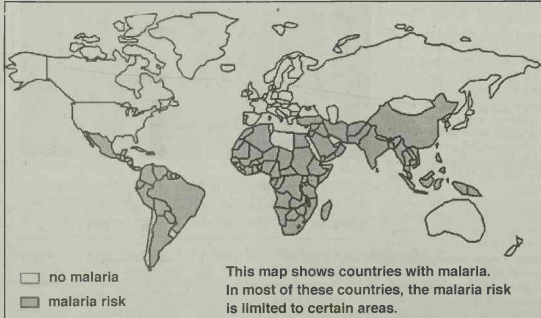 no malaria
malaria risk
This map shows countries with malaria.
In most of these countries, the malaria risk
is limited to certain areas.